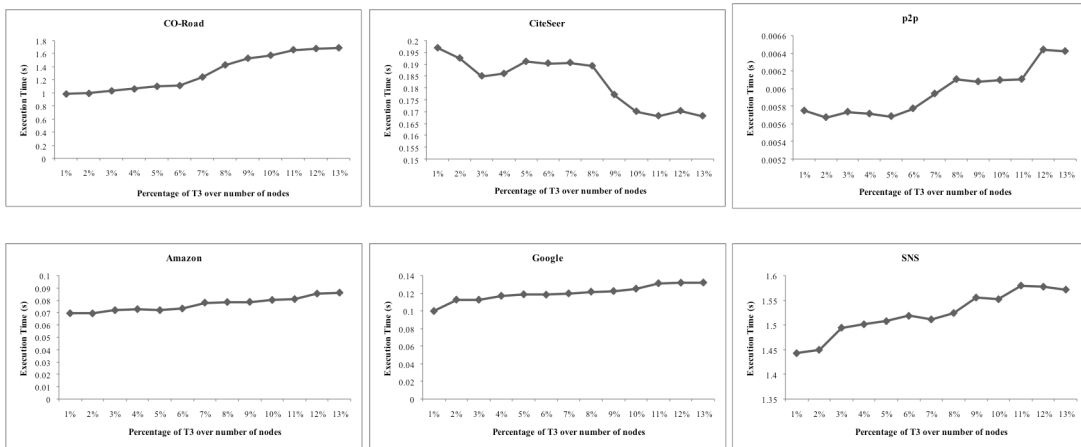 CO-Road
Execution Time (s)
1.8
1.6
1.4
1.2
1
0.8
0.6
0.4
0.2
0
1% 2% 3% 4% 5% 6% 7% 8% 9% 10% 11% 12% 13%
Percentage of T3 over number of nodes
CiteSeer
Execution Time (s)
0.2
0.195
0.19
0.185
0.18
0.175
0.17
0.165
0.16
0.155
0.15
1% 2% 3% 4% 5% 6% 7% 8% 9% 10% 11% 12% 13%
Percentage of T3 over number of nodes
p2p
Execution Time (s)
0.0066
0.0064
0.0062
0.006
0.0058
0.0056
0.0054
0.0052
1% 2% 3% 4% 5% 6% 7% 8% 9% 10% 11% 12% 13%
Percentage of T3 over number of nodes
Amazon
Execution Time (s)
0.1
0.09
0.08
0.07
0.06
0.05
0.04
0.03
0.02
0.01
0
1% 2% 3% 4% 5% 6% 7% 8% 9% 10% 11% 12% 13%
Percentage of T3 over number of nodes
Google
Execution Time (s)
0.14
0.12
0.1
0.08
0.06
0.04
0.02
0
1% 2% 3% 4% 5% 6% 7% 8% 9% 10% 11% 12% 13%
Percentage of T3 over number of nodes
SNS
Execution Time (s)
1.6
1.55
1.5
1.45
1.4
1.35
1% 2% 3% 4% 5% 6% 7% 8% 9% 10% 11% 12% 13%
Percentage of T3 over number of nodes